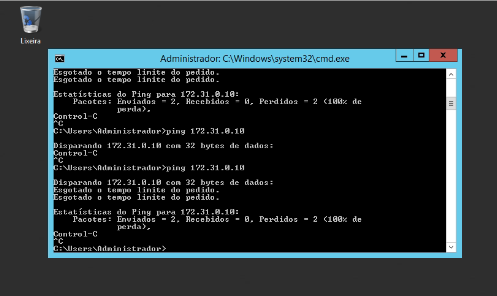 Lixeira
Administrador: C:\Windows\system32\cmd.exe
Esgotado o tempo limite do pedido.
Esgotado o tempo limite do pedido.
Estatísticas do Ping para 172.31.0.10:
Pacotes: Enviados = 2, Recebidos = 0, Perdidos = 2 (100% de
perda),
Control-C
^C
C:\Users\Administrador>ping 172.31.0.10
Disparando 172.31.0.10 com 32 bytes de dados:
Control-C
^C
C:\Users\Administrador>ping 172.31.0.10
Disparando 172.31.0.10 com 32 bytes de dados:
Esgotado o tempo limite do pedido.
Esgotado o tempo limite do pedido.
Estatísticas do Ping para 172.31.0.10:
Pacotes: Enviados = 2, Recebidos = 0, Perdidos = 2 (100% de
perda),
Control-C
^C
C:\Users\Administrador>